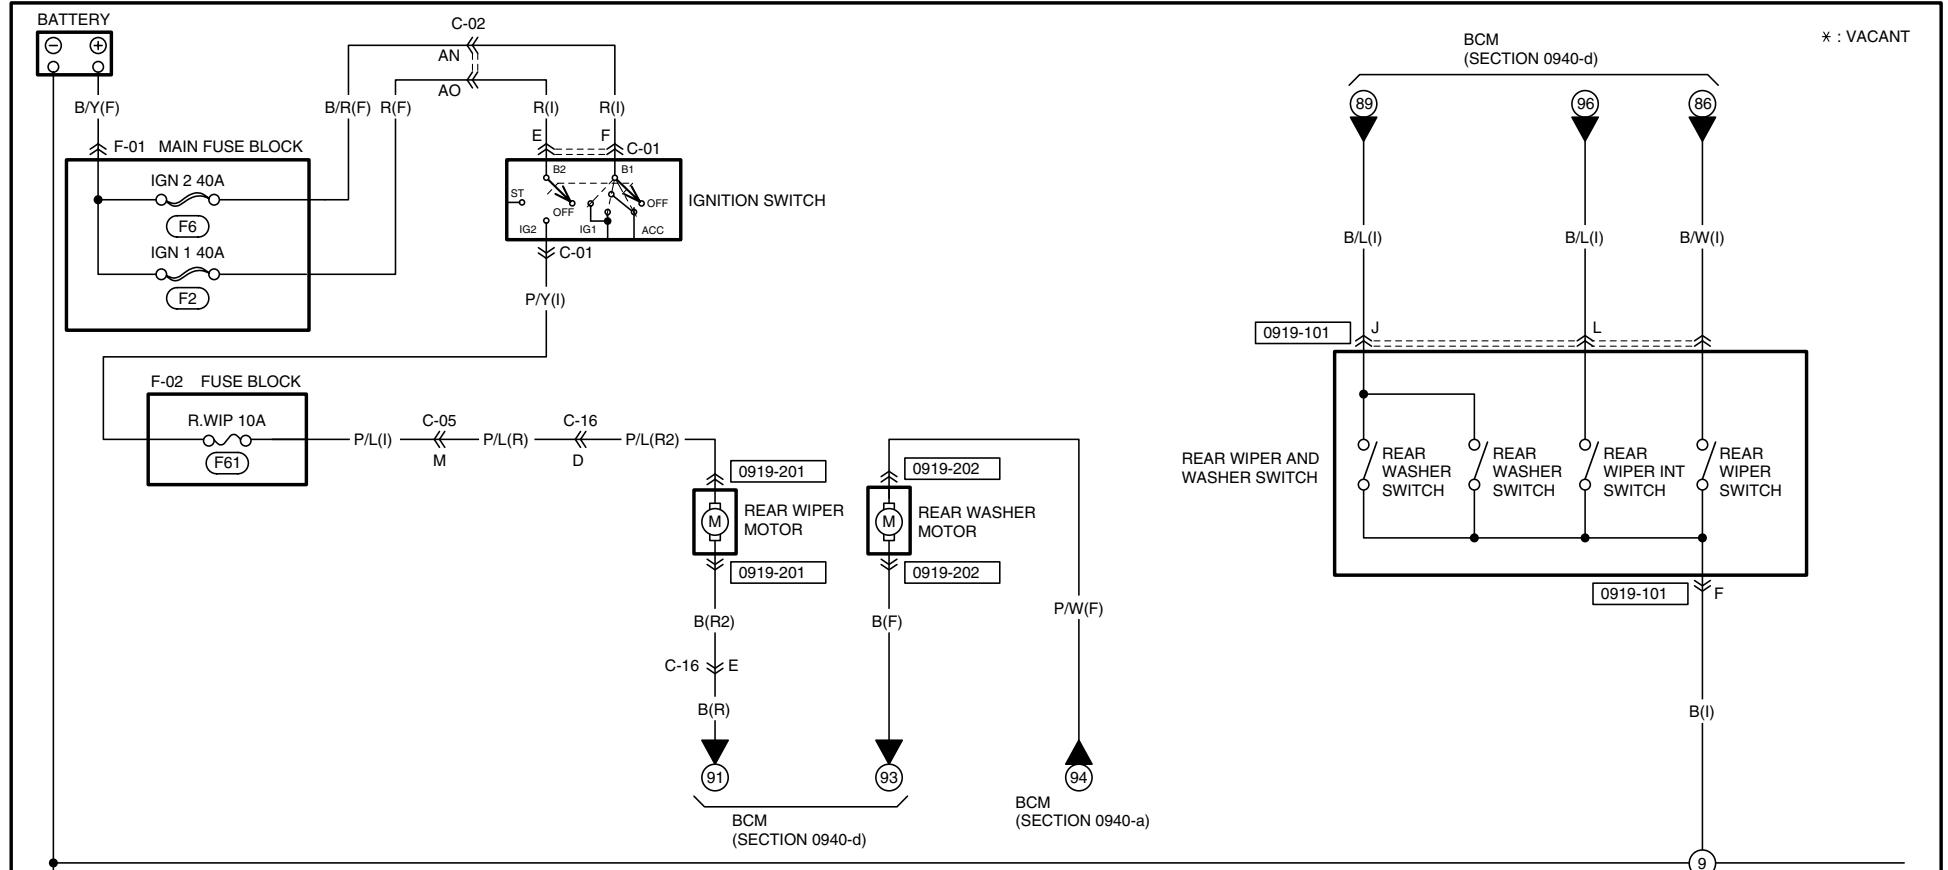 BATTERY
C-02
AN
AO
B/Y(F)
B/R(F)
R(F)
R(I)
R(I)
E
F
C-01
F-01 MAIN FUSE BLOCK
IGN 2 40A
F6
IGN 1 40A
F2
B2
B1
ST
OFF
OFF
IG2
IG1
ACC
IGNITION SWITCH
C-01
P/Y(I)
F-02 FUSE BLOCK
R.WIP 10A
F61
P/L(I)
C-05
M
P/L(R)
C-16
D
P/L(R2)
0919-201
M
REAR WIPER
MOTOR
0919-201
B(R2)
C-16
E
B(R)
91
0919-202
M
REAR WASHER
MOTOR
0919-202
B(F)
93
BCM
(SECTION 0940-d)
P/W(F)
94
BCM
(SECTION 0940-a)
BCM
(SECTION 0940-d)
* : VACANT
89
96
86
B/L(I)
B/L(I)
B/W(I)
0919-101
J
L
REAR WIPER AND
WASHER SWITCH
REAR
WASHER
SWITCH
REAR
WASHER
SWITCH
REAR
WIPER INT
SWITCH
REAR
WIPER
SWITCH
0919-101
F
B(I)
9